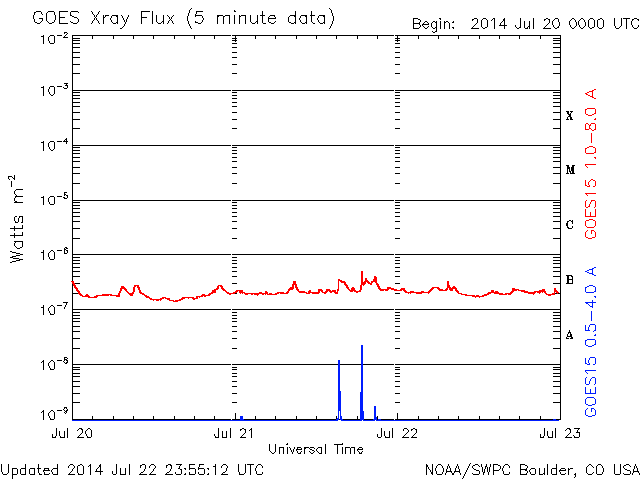 GOES Xray Flux (5 minute data)
Begin: 2014 Jul 20 0000 UTC
10⁻²
10⁻³
10⁻⁴
10⁻⁵
10⁻⁶
10⁻⁷
10⁻⁸
10⁻⁹
Watts m⁻²
X
M
C
B
A
GOES15 1.0-8.0 A
GOES15 0.5-4.0 A
Jul 20
Jul 21
Jul 22
Jul 23
Universal Time
Updated 2014 Jul 22 23:55:12 UTC
NOAA/SWPC Boulder, CO USA